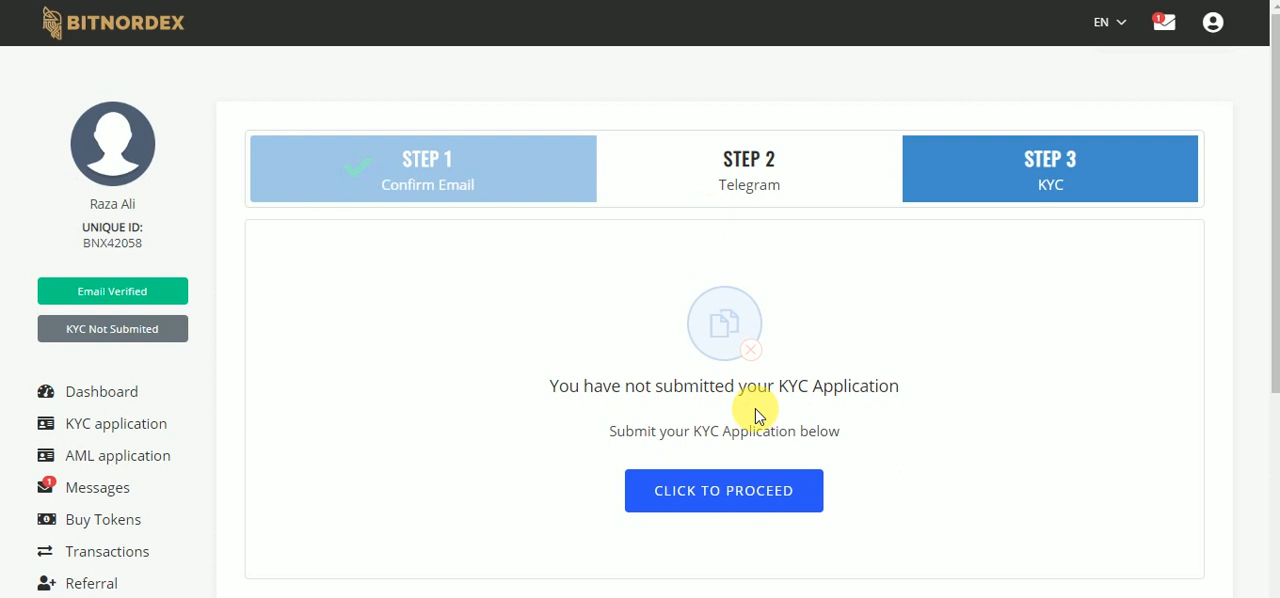 BITNORDEX
EN
1
Raza Ali
UNIQUE ID:
BNX42058
Email Verified
KYC Not Submited
Dashboard
KYC application
AML application
1
Messages
Buy Tokens
Transactions
Referral
STEP 1
Confirm Email
STEP 2
Telegram
STEP 3
KYC
You have not submitted your KYC Application
Submit your KYC Application below
CLICK TO PROCEED